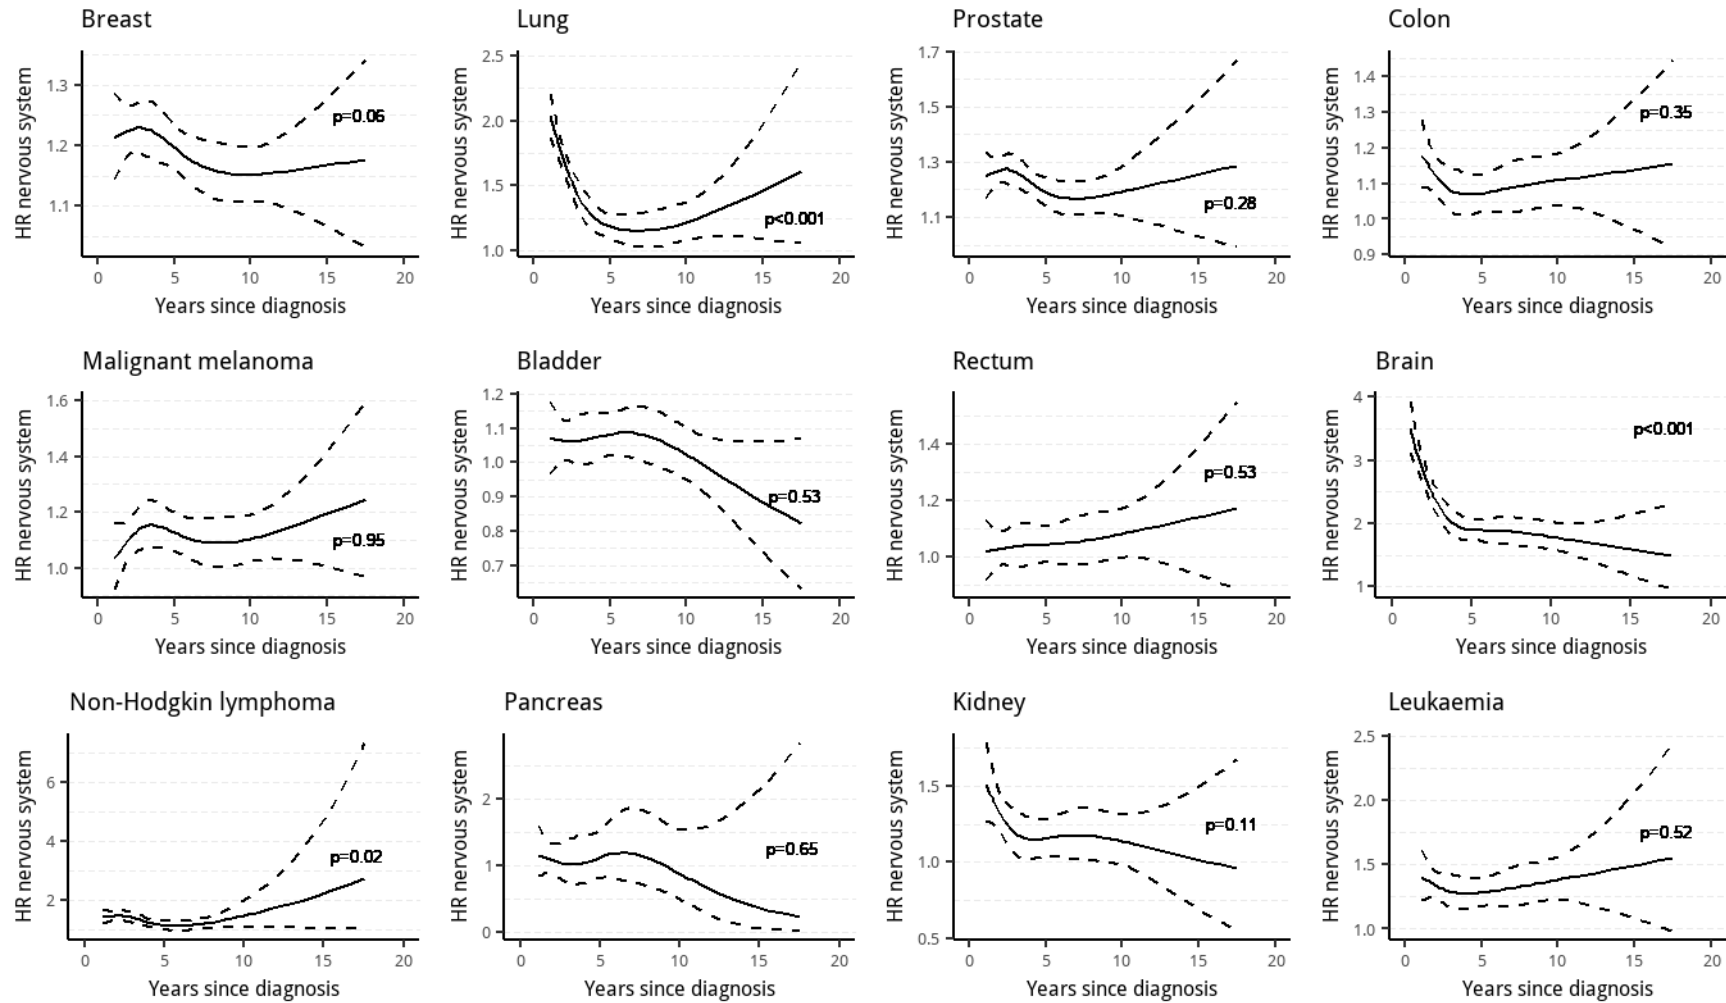 Breast
HR nervous system
1.3
1.2
1.1
p=0.06
0 5 10 15 20
Years since diagnosis
Lung
HR nervous system
2.5
2.0
1.5
1.0
p<0.001
0 5 10 15 20
Years since diagnosis
Prostate
HR nervous system
1.7
1.5
1.3
1.1
p=0.28
0 5 10 15 20
Years since diagnosis
Colon
HR nervous system
1.4
1.3
1.2
1.1
1.0
0.9
p=0.35
0 5 10 15 20
Years since diagnosis
Malignant melanoma
HR nervous system
1.6
1.4
1.2
1.0
p=0.95
0 5 10 15 20
Years since diagnosis
Bladder
HR nervous system
1.2
1.1
1.0
0.9
0.8
0.7
p=0.53
0 5 10 15 20
Years since diagnosis
Rectum
HR nervous system
1.4
1.2
1.0
p=0.53
0 5 10 15 20
Years since diagnosis
Brain
HR nervous system
4
3
2
1
p<0.001
0 5 10 15 20
Years since diagnosis
Non-Hodgkin lymphoma
HR nervous system
6
4
2
p=0.02
0 5 10 15 20
Years since diagnosis
Pancreas
HR nervous system
2
1
0
p=0.65
0 5 10 15 20
Years since diagnosis
Kidney
HR nervous system
1.5
1.0
0.5
p=0.11
0 5 10 15 20
Years since diagnosis
Leukaemia
HR nervous system
2.5
2.0
1.5
1.0
p=0.52
0 5 10 15 20
Years since diagnosis